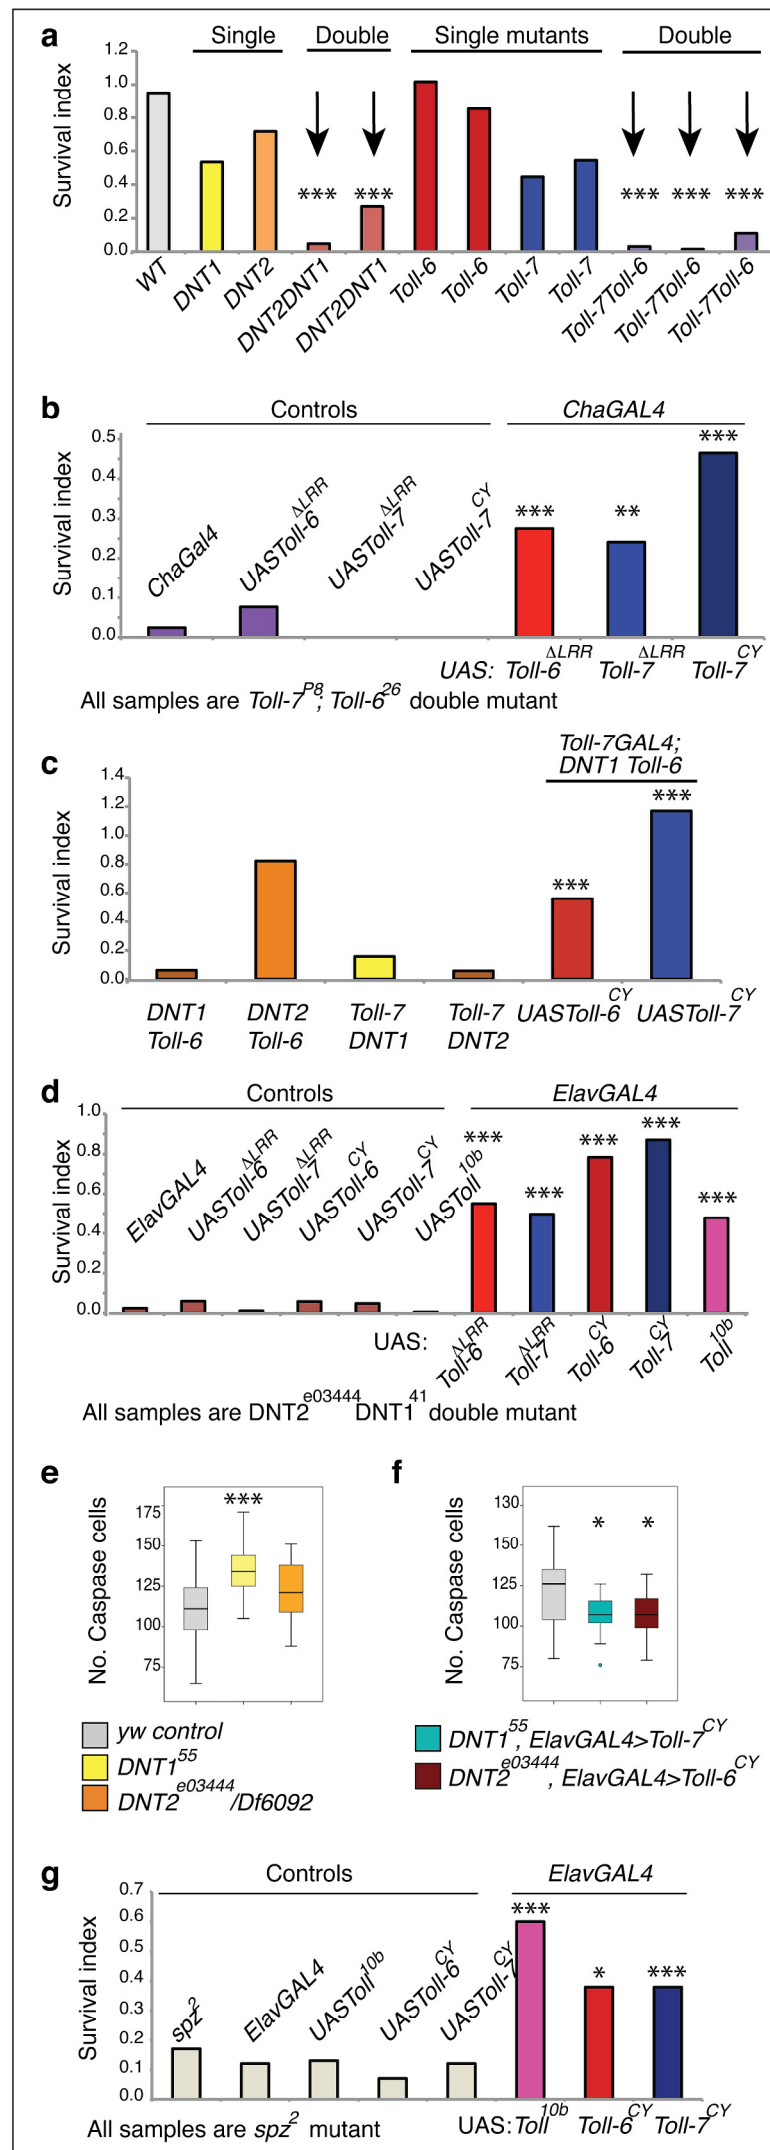 a
Single Double Single mutants Double
Survival index
1.2
1.0
0.8
0.6
0.4
0.2
0.0
*** *** *** *** ***
WT DNT1 DNT2 DNT2DNT1 DNT2DNT1 Toll-6 Toll-6 Toll-7 Toll-7 Toll-7Toll-6 Toll-7Toll-6 Toll-7Toll-6
b
Controls ChaGAL4
Survival index
0.5
0.4
0.3
0.2
0.1
0.0
ChaGal4 UASToll-6ΔLRR UASToll-7ΔLRR UASToll-7CY
*** ** ***
UAS: Toll-6ΔLRR Toll-7ΔLRR Toll-7CY
All samples are Toll-7P8; Toll-626 double mutant
c
Toll-7GAL4;
DNT1 Toll-6
Survival index
1.4
1.2
1.0
0.8
0.6
0.4
0.2
0.0
*** ***
DNT1 DNT2 Toll-7 Toll-7 UASToll-6CY UASToll-7CY
Toll-6 Toll-6 DNT1 DNT2
d
Controls ElavGAL4
Survival index
1.0
0.8
0.6
0.4
0.2
0.0
ElavGAL4 UASToll-6ΔLRR UASToll-7ΔLRR UASToll-6CY UASToll-7CY UASToll10b
*** *** *** *** ***
UAS: Toll-6ΔLRR Toll-7ΔLRR Toll-6CY Toll-7CY Toll10b
All samples are DNT2e03444DNT141 double mutant
e
No. Caspase cells
175
150
125
100
75
***
yw control
DNT155
DNT2e03444/Df6092
f
No. Caspase cells
130
125
100
75
* *
DNT155, ElavGAL4>Toll-7CY
DNT2e03444, ElavGAL4>Toll-6CY
g
Controls ElavGAL4
Survival index
0.7
0.6
0.5
0.4
0.3
0.2
0.1
0.0
spz2 ElavGAL4 UASToll10b UASToll-6CY UASToll-7CY
*** * ***
UAS:Toll10b Toll-6CY Toll-7CY
All samples are spz2 mutant